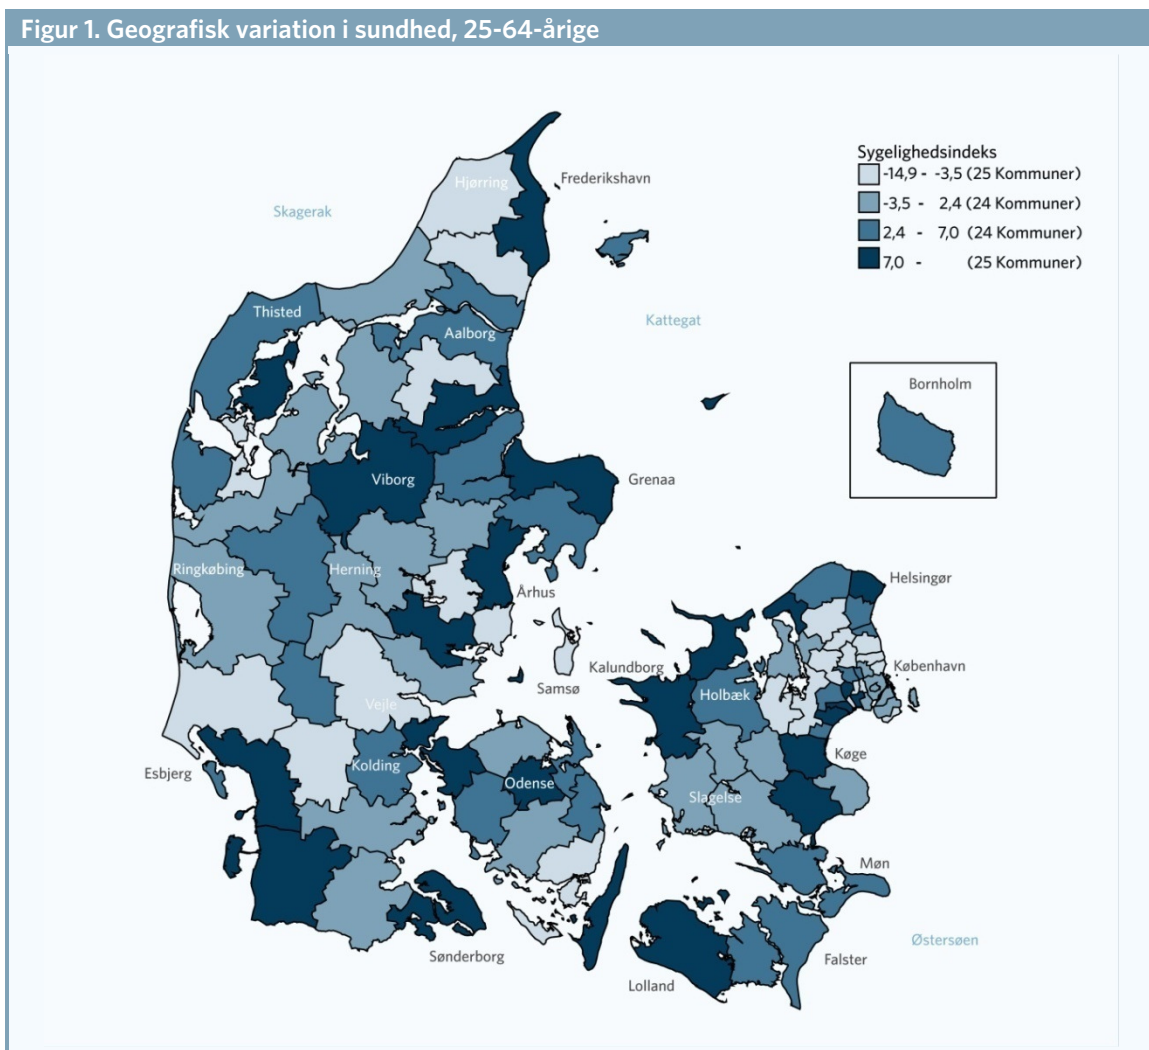 Figur 1. Geografisk variation i sundhed, 25-64-årige
Sygelighedsindeks
-14,9 - -3,5 (25 Kommuner)
-3,5 - 2,4 (24 Kommuner)
2,4 - 7,0 (24 Kommuner)
7,0 - (25 Kommuner)
Hjørring
Frederikshavn
Skagerak
Thisted
Kattegat
Aalborg
Bornholm
Viborg
Grenaa
Ringkøbing
Herning
Helsingør
Århus
Kalundborg
København
Samsø
Holbæk
Vejle
Køge
Kolding
Esbjerg
Odense
Slagelse
Møn
Østersøen
Sønderborg
Falster
Lolland